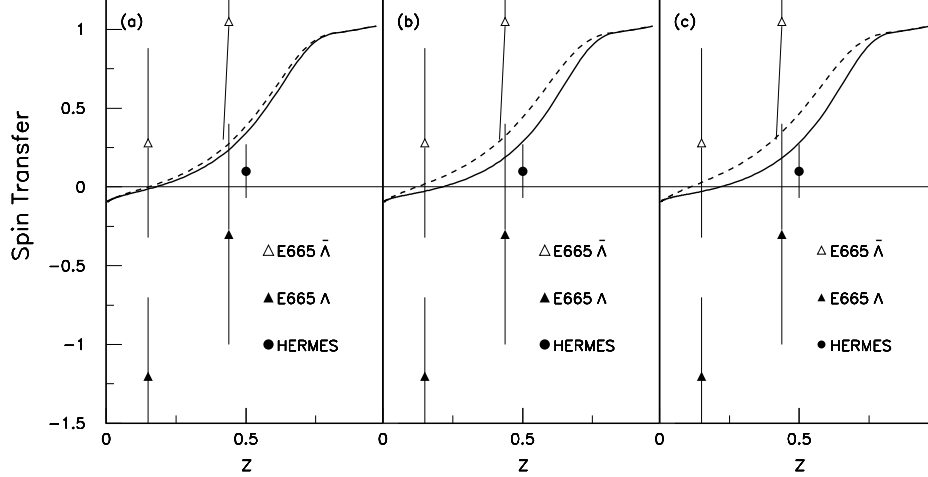 Spin Transfer
1
0.5
0
-0.5
-1
-1.5
(a)
E665 Λ̄
E665 Λ
HERMES
0
0.5
z
(b)
E665 Λ̄
E665 Λ
HERMES
0
0.5
z
(c)
E665 Λ̄
E665 Λ
HERMES
0
0.5
z